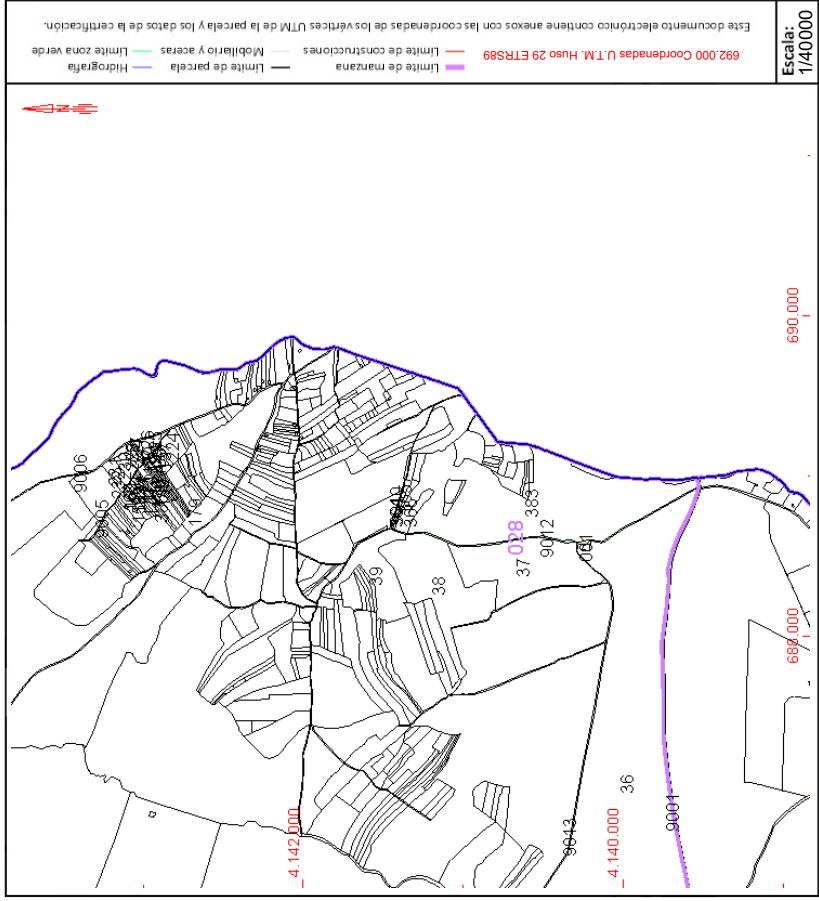 Este documento electrónico contiene anexos con las coordenadas de los vértices UTM de la parcela y los datos de la certificación.
692.000 Coordenadas U.T.M. Huso 29 ETRS89
Límite de manzana
Límite de parcela
Hidrografía
Límite de construcciones
Mobiliario y aceras
Límite zona verde
Escala:
1/40000
690.000
688.000
4.142.000
4.140.000
9006
9005
179
39
38
37
028
383
9012
36
9001
9013